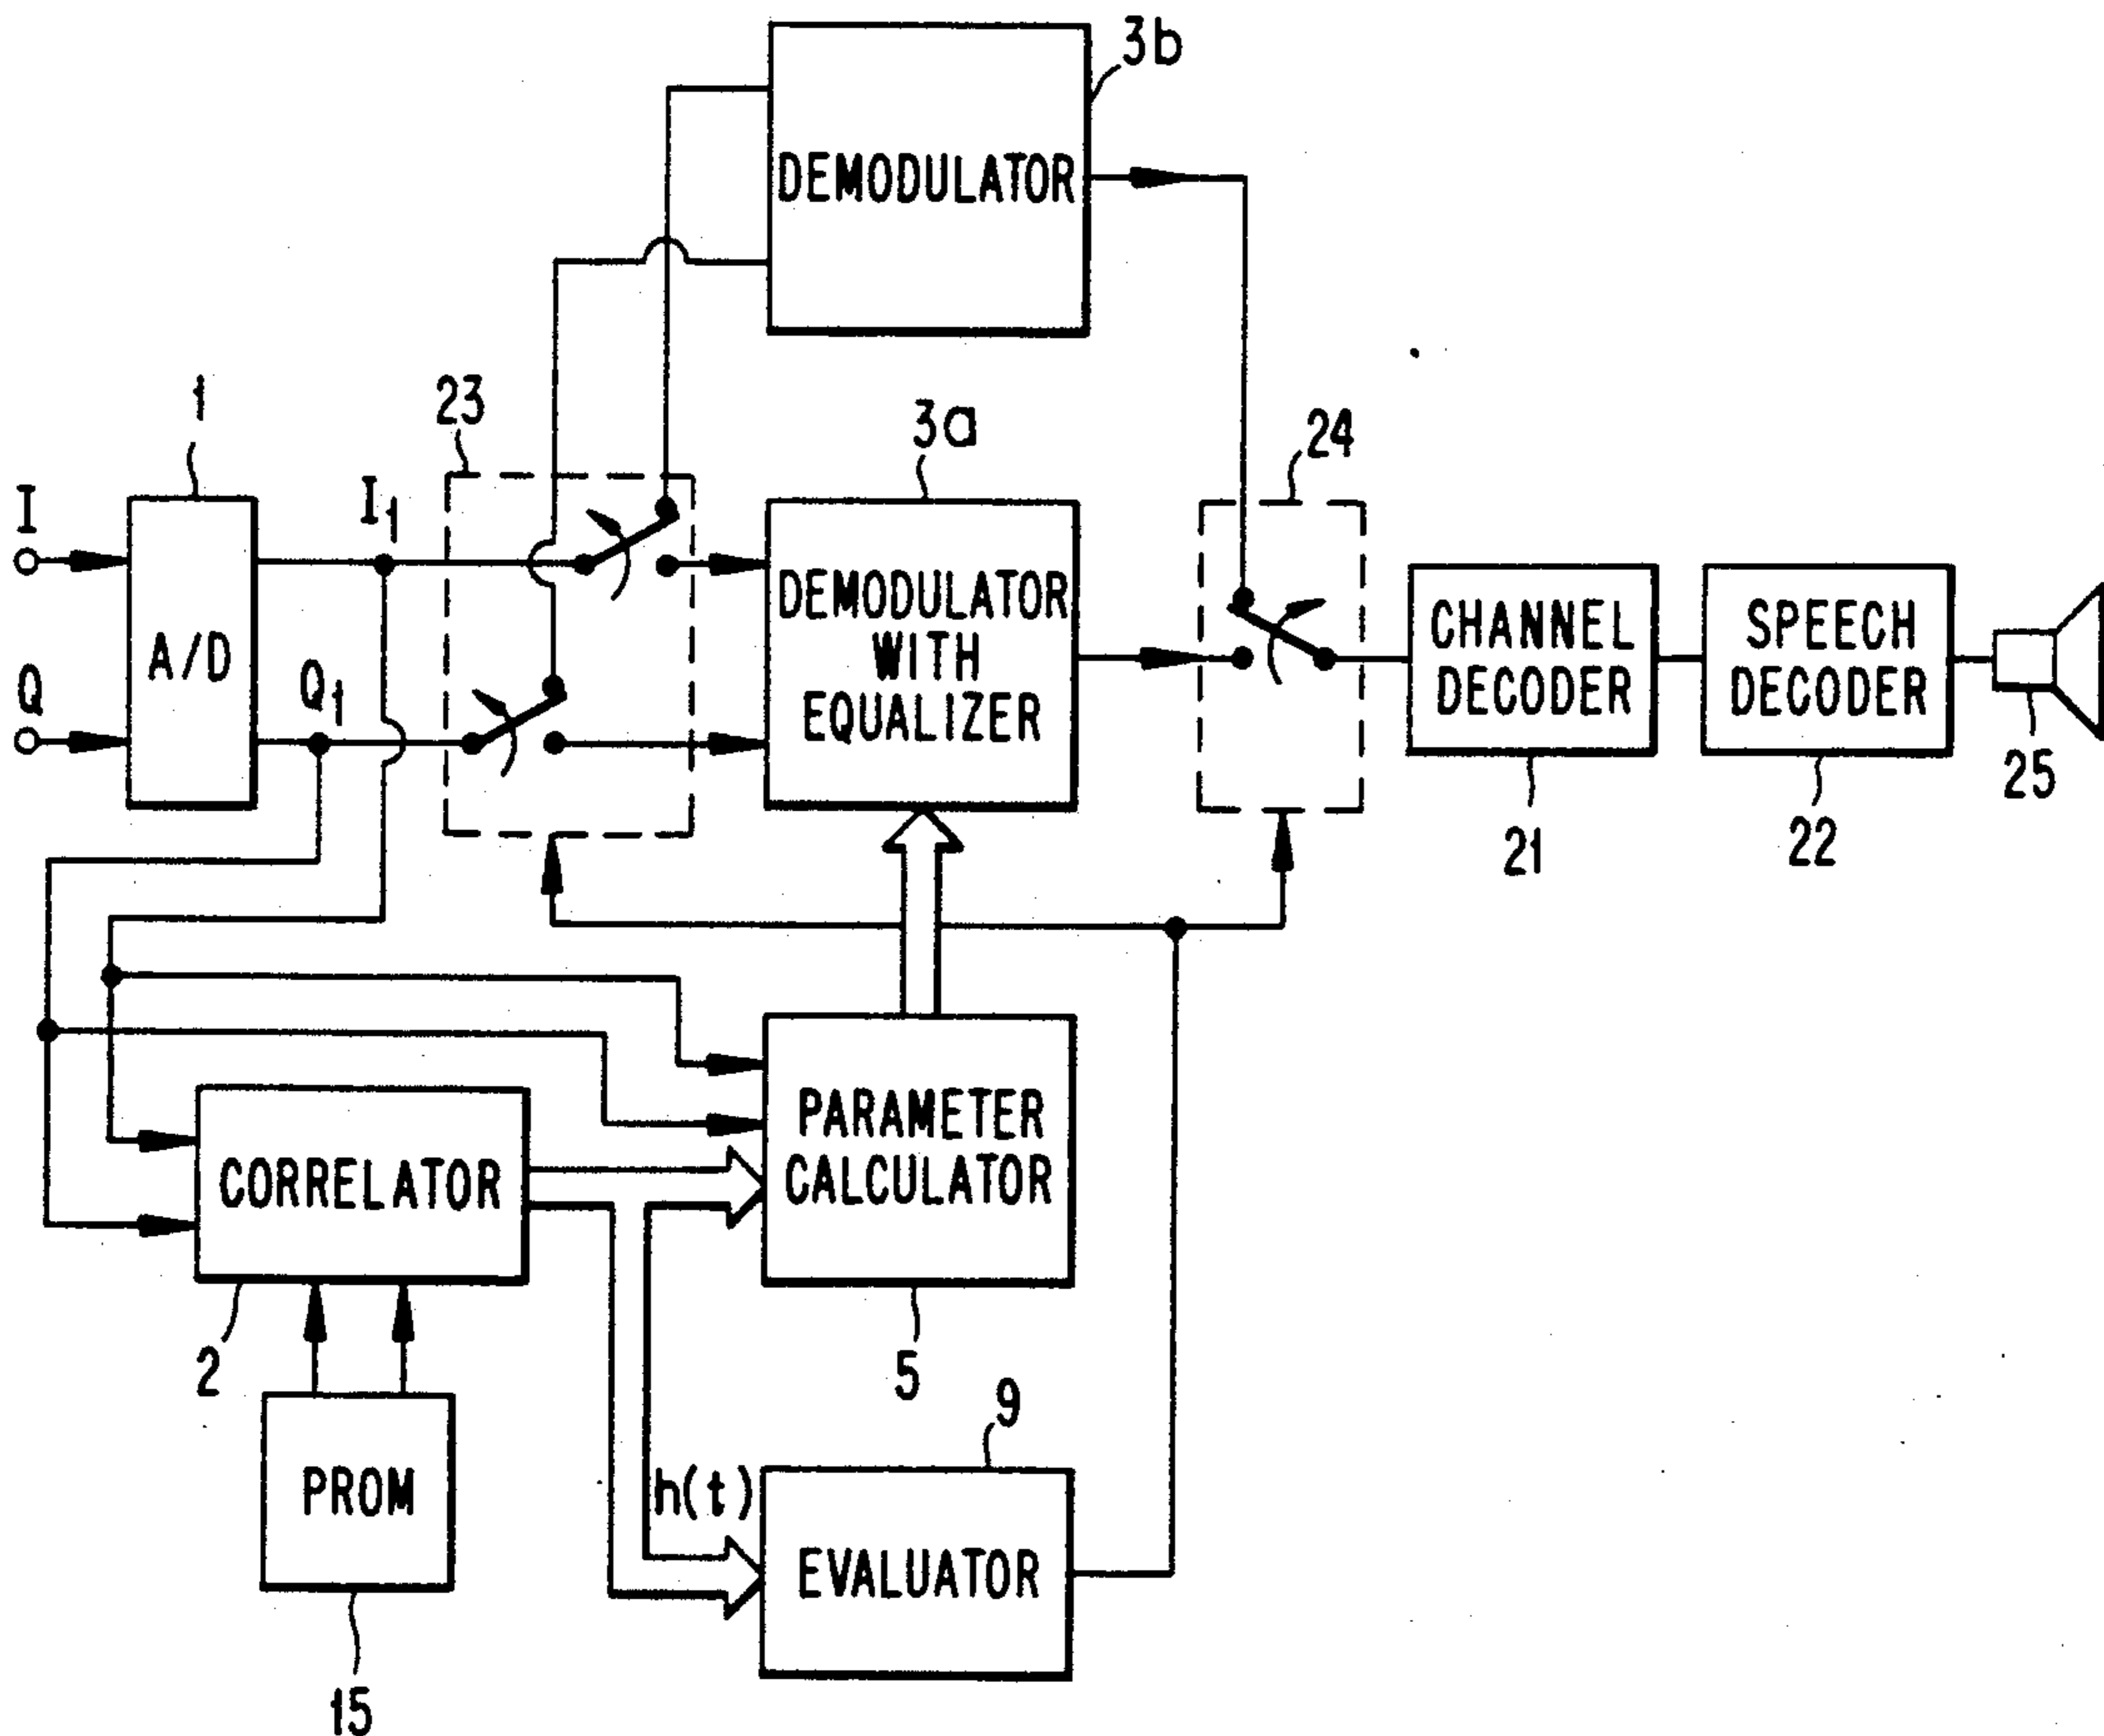 3b
DEMODULATOR
1
23
3a
24
I
I1
DEMODULATOR
WITH
EQUALIZER
CHANNEL
DECODER
SPEECH
DECODER
A/D
Q
Q1
25
21
22
PARAMETER
CALCULATOR
CORRELATOR
2
5
9
PROM
h(t)
EVALUATOR
15